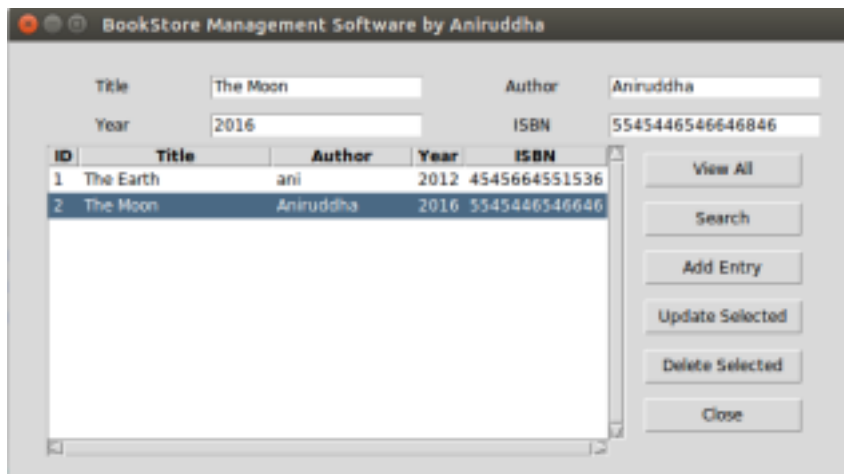 BookStore Management Software by Aniruddha
Title The Moon Author Aniruddha
Year 2016 ISBN 5545446546646846
ID Title Author Year ISBN
1 The Earth ani 2012 4545664551536
2 The Moon Aniruddha 2016 5545446546646
View All
Search
Add Entry
Update Selected
Delete Selected
Close